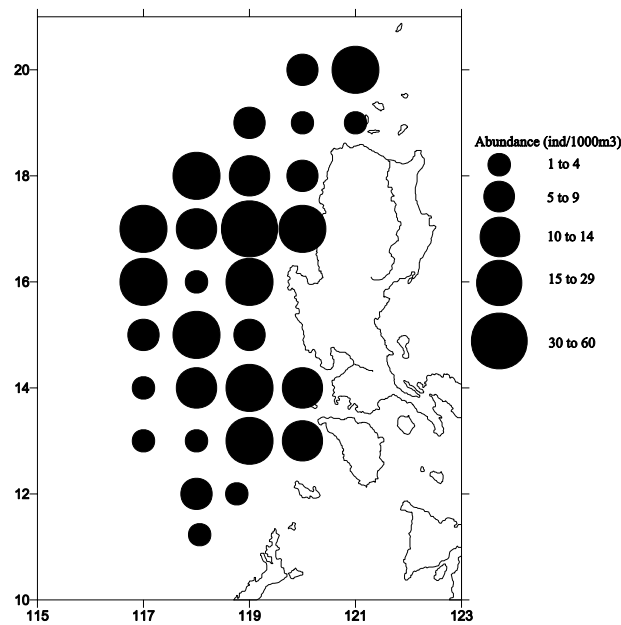 20
18
16
14
12
10
115 117 119 121 123
Abundance (ind/1000m3)
1 to 4
5 to 9
10 to 14
15 to 29
30 to 60